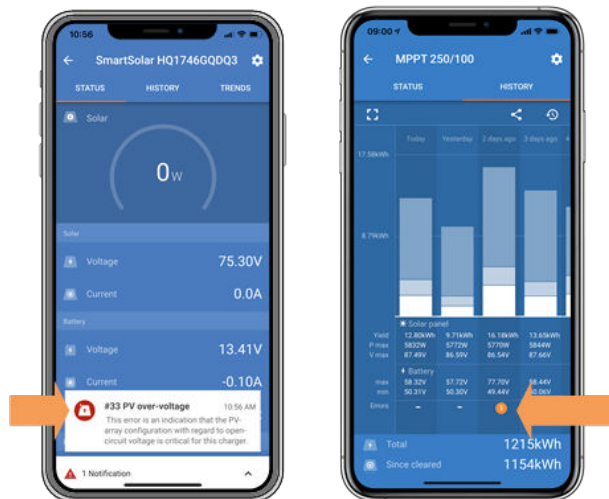 10:56
SmartSolar HQ1746GQDQ3
STATUS HISTORY TRENDS
Solar
0W
Solar
Voltage 75.30V
Current 0.0A
Battery
Voltage 13.41V
Current -0.10A
#33 PV over-voltage 10:56 AM
This error is an indication that the PV-
array configuration with regard to open-
circuit voltage is critical for this charger.
1 Notification
09:00
MPPT 250/100
STATUS HISTORY
Today Yesterday 2 days ago 3 days ago 4
17.58kWh
8.79kWh
Solar panel
Yield 12.80kWh 9.71kWh 16.18kWh 13.65kWh
P max 5832W 5772W 5770W 5844W
V max 87.49V 86.59V 86.54V 87.66V
Battery
max 58.32V 57.72V 77.70V 58.44V
min 50.31V 50.30V 49.44V 50.06V
Errors – – 1
Total 1215kWh
Since cleared 1154kWh